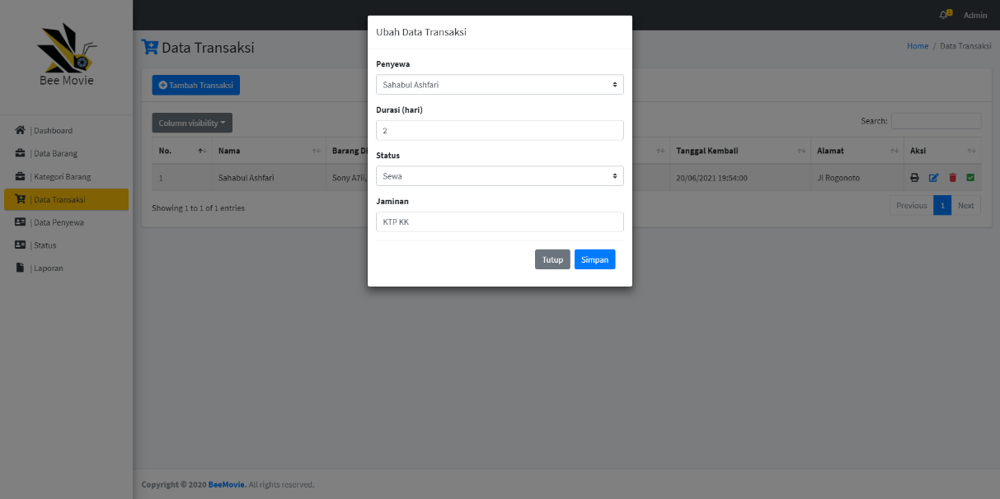 Bee Movie
| Dashboard
| Data Barang
| Kategori Barang
| Data Transaksi
| Data Penyewa
| Status
| Laporan
Admin
Data Transaksi
Home / Data Transaksi
Tambah Transaksi
Column visibility
Search:
No. Nama Barang Di Tanggal Kembali Alamat Aksi
1 Sahabul Ashfari Sony A7ii, 20/06/2021 19:54:00 Jl Rogonoto
Showing 1 to 1 of 1 entries
Previous 1 Next
Ubah Data Transaksi
Penyewa
Sahabul Ashfari
Durasi (hari)
2
Status
Sewa
Jaminan
KTP KK
Tutup Simpan
Copyright © 2020 BeeMovie. All rights reserved.